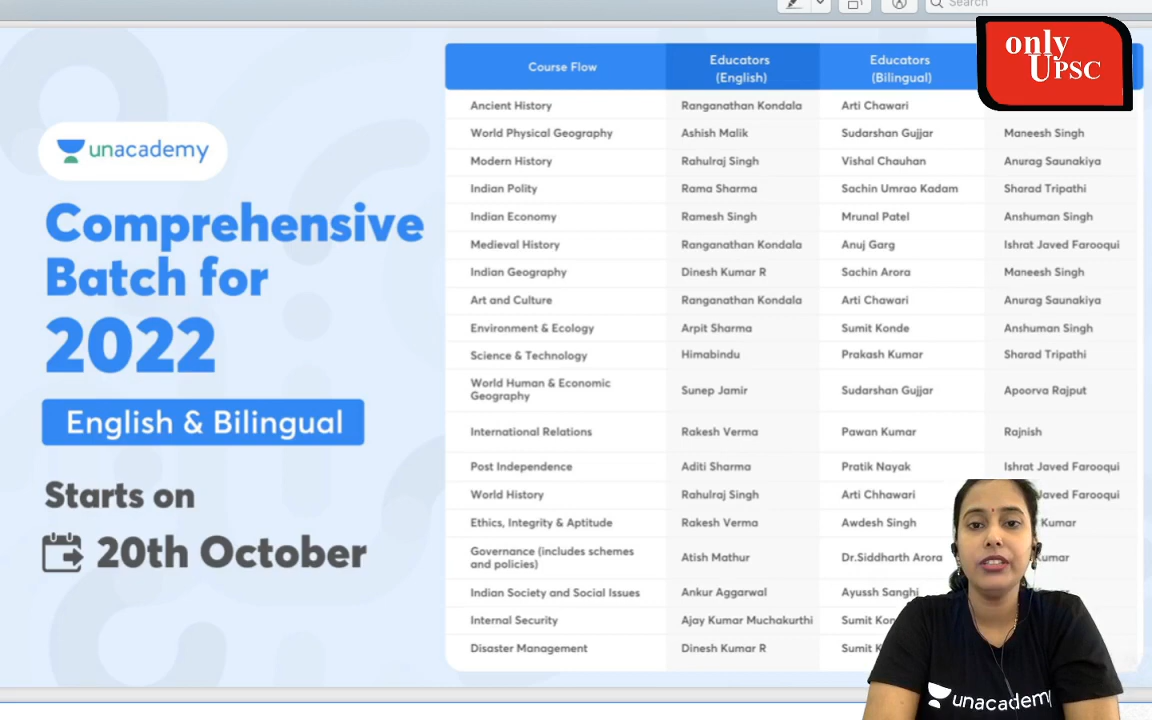 Search
only
UPSC
unacademy
Comprehensive
Batch for
2022
English & Bilingual
Starts on
20th October
Course Flow Educators (English) Educators (Bilingual)
Ancient History Ranganathan Kondala Arti Chawari
World Physical Geography Ashish Malik Sudarshan Gujjar Maneesh Singh
Modern History Rahulraj Singh Vishal Chauhan Anurag Saunakiya
Indian Polity Rama Sharma Sachin Umrao Kadam Sharad Tripathi
Indian Economy Ramesh Singh Mrunal Patel Anshuman Singh
Medieval History Ranganathan Kondala Anuj Garg Ishrat Javed Farooqui
Indian Geography Dinesh Kumar R Sachin Arora Maneesh Singh
Art and Culture Ranganathan Kondala Arti Chawari Anurag Saunakiya
Environment & Ecology Arpit Sharma Sumit Konde Anshuman Singh
Science & Technology Himabindu Prakash Kumar Sharad Tripathi
World Human & Economic
Geography Sunep Jamir Sudarshan Gujjar Apoorva Rajput
International Relations Rakesh Verma Pawan Kumar Rajnish
Post Independence Aditi Sharma Pratik Nayak Ishrat Javed Farooqui
World History Rahulraj Singh Arti Chhawari Javed Farooqui
Ethics, Integrity & Aptitude Rakesh Verma Awdesh Singh Kumar
Governance (includes schemes
and policies) Atish Mathur Dr.Siddharth Arora Kumar
Indian Society and Social Issues Ankur Aggarwal Ayussh Sanghi
Internal Security Ajay Kumar Muchakurthi Sumit
Disaster Management Dinesh Kumar R Sumit
unacademy